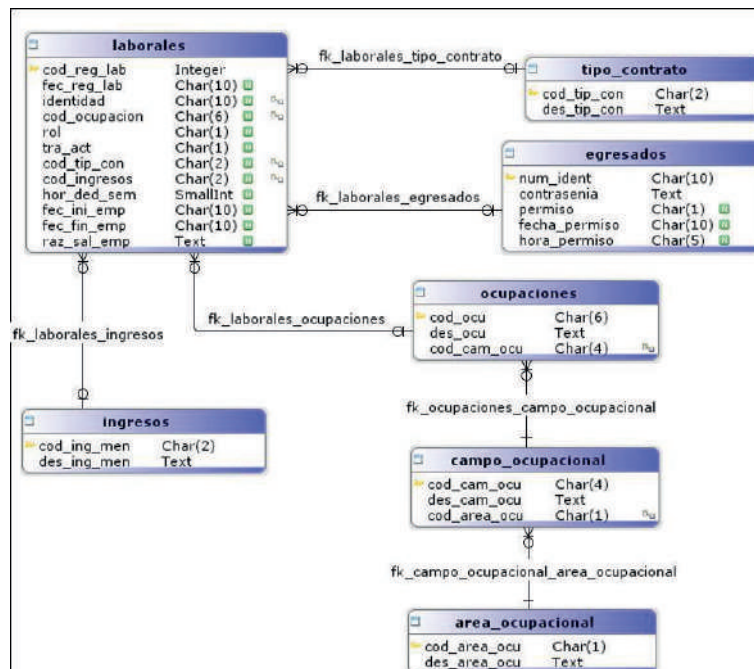 laborales
cod_reg_lab Integer
fec_reg_lab Char(10) N
identidad Char(10) N
cod_ocupacion Char(6) N
rol Char(1) N
tra_act Char(1) N
cod_tip_con Char(2) N
cod_ingresos Char(2) N
hor_ded_sem SmallInt N
fec_ini_emp Char(10) N
fec_fin_emp Char(10) N
raz_sal_emp Text N
fk_laborales_tipo_contrato
tipo_contrato
cod_tip_con Char(2)
des_tip_con Text
egresados
num_ident Char(10)
contrasenia Text
permiso Char(1) N
fecha_permiso Char(10) N
hora_permiso Char(5) N
fk_laborales_egresados
fk_laborales_ocupaciones
ocupaciones
cod_ocu Char(6)
des_ocu Text
cod_cam_ocu Char(4)
fk_laborales_ingresos
ingresos
cod_ing_men Char(2)
des_ing_men Text
fk_ocupaciones_campo_ocupacional
campo_ocupacional
cod_cam_ocu Char(4)
des_cam_ocu Text
cod_area_ocu Char(1)
fk_campo_ocupacional_area_ocupacional
area_ocupacional
cod_area_ocu Char(1)
des_area_ocu Text